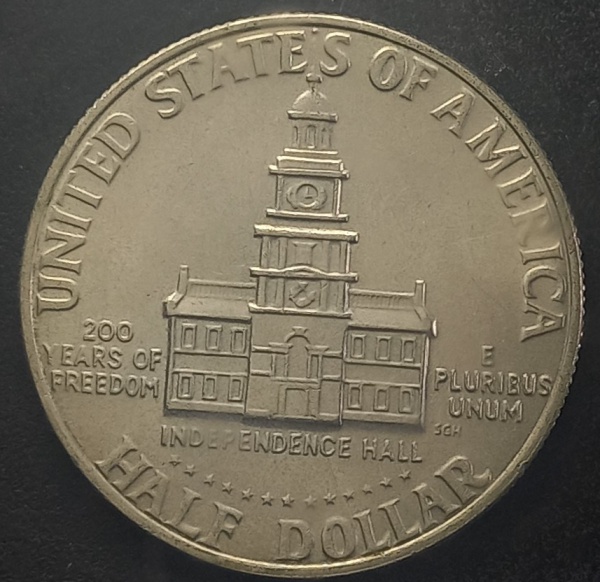 UNITED STATES OF AMERICA
200
YEARS OF
FREEDOM
E
PLURIBUS
UNUM
SGH
INDEPENDENCE HALL
HALF DOLLAR